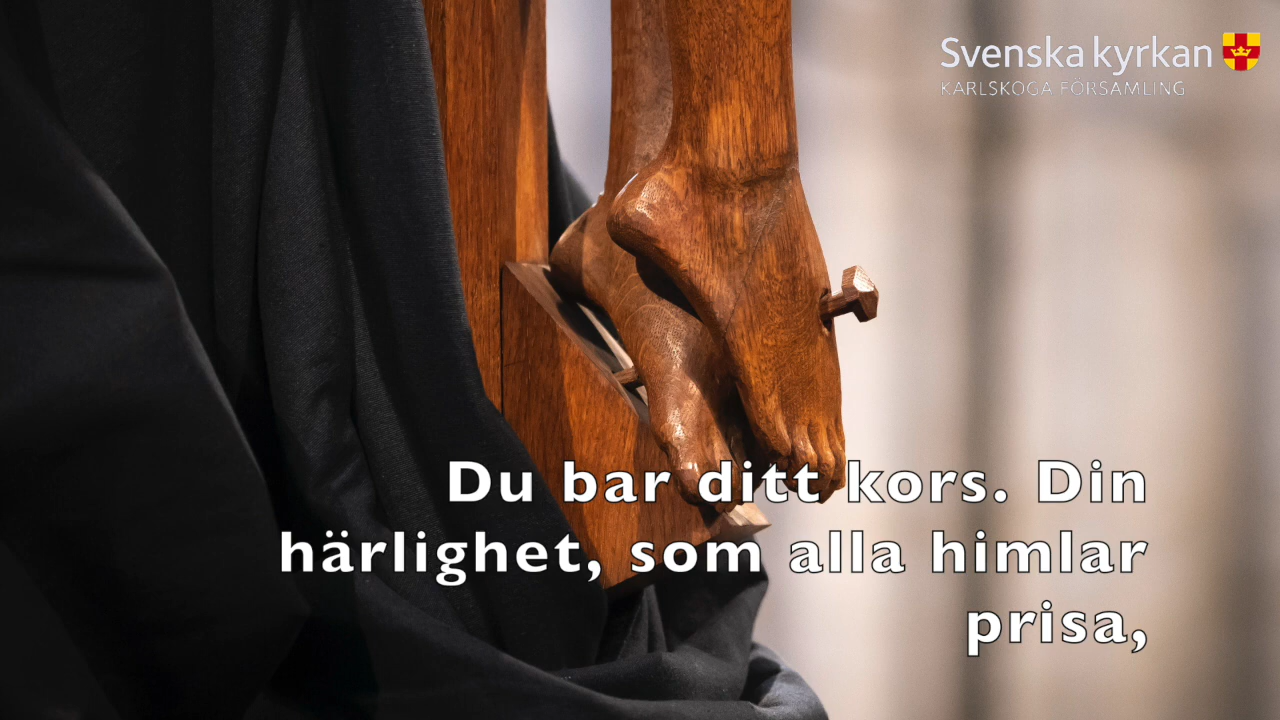 Svenska kyrkan
KARLSKOGA FÖRSAMLING
Du bar ditt kors. Din
härlighet, som alla himlar
prisa,